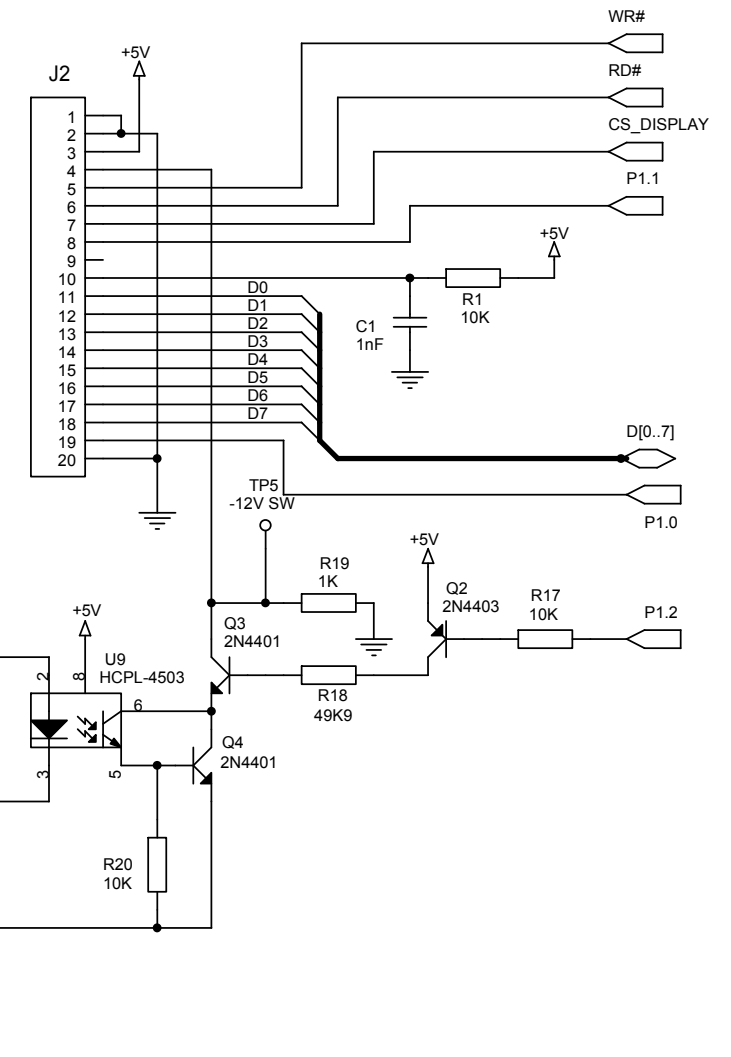 WR#
+5V
J2
RD#
CS_DISPLAY
1
2
3
4
P1.1
5
6
7
8
+5V
9
10
11
D0
R1
10K
12
D1
C1
1nF
13
D2
14
D3
15
D4
16
D5
17
D6
18
D7
19
D[0..7]
20
TP5
-12V SW
P1.0
+5V
R19
1K
Q2
2N4403
R17
10K
+5V
Q3
2N4401
P1.2
U9
HCPL-4503
2
8
R18
49K9
6
Q4
2N4401
3
5
R20
10K